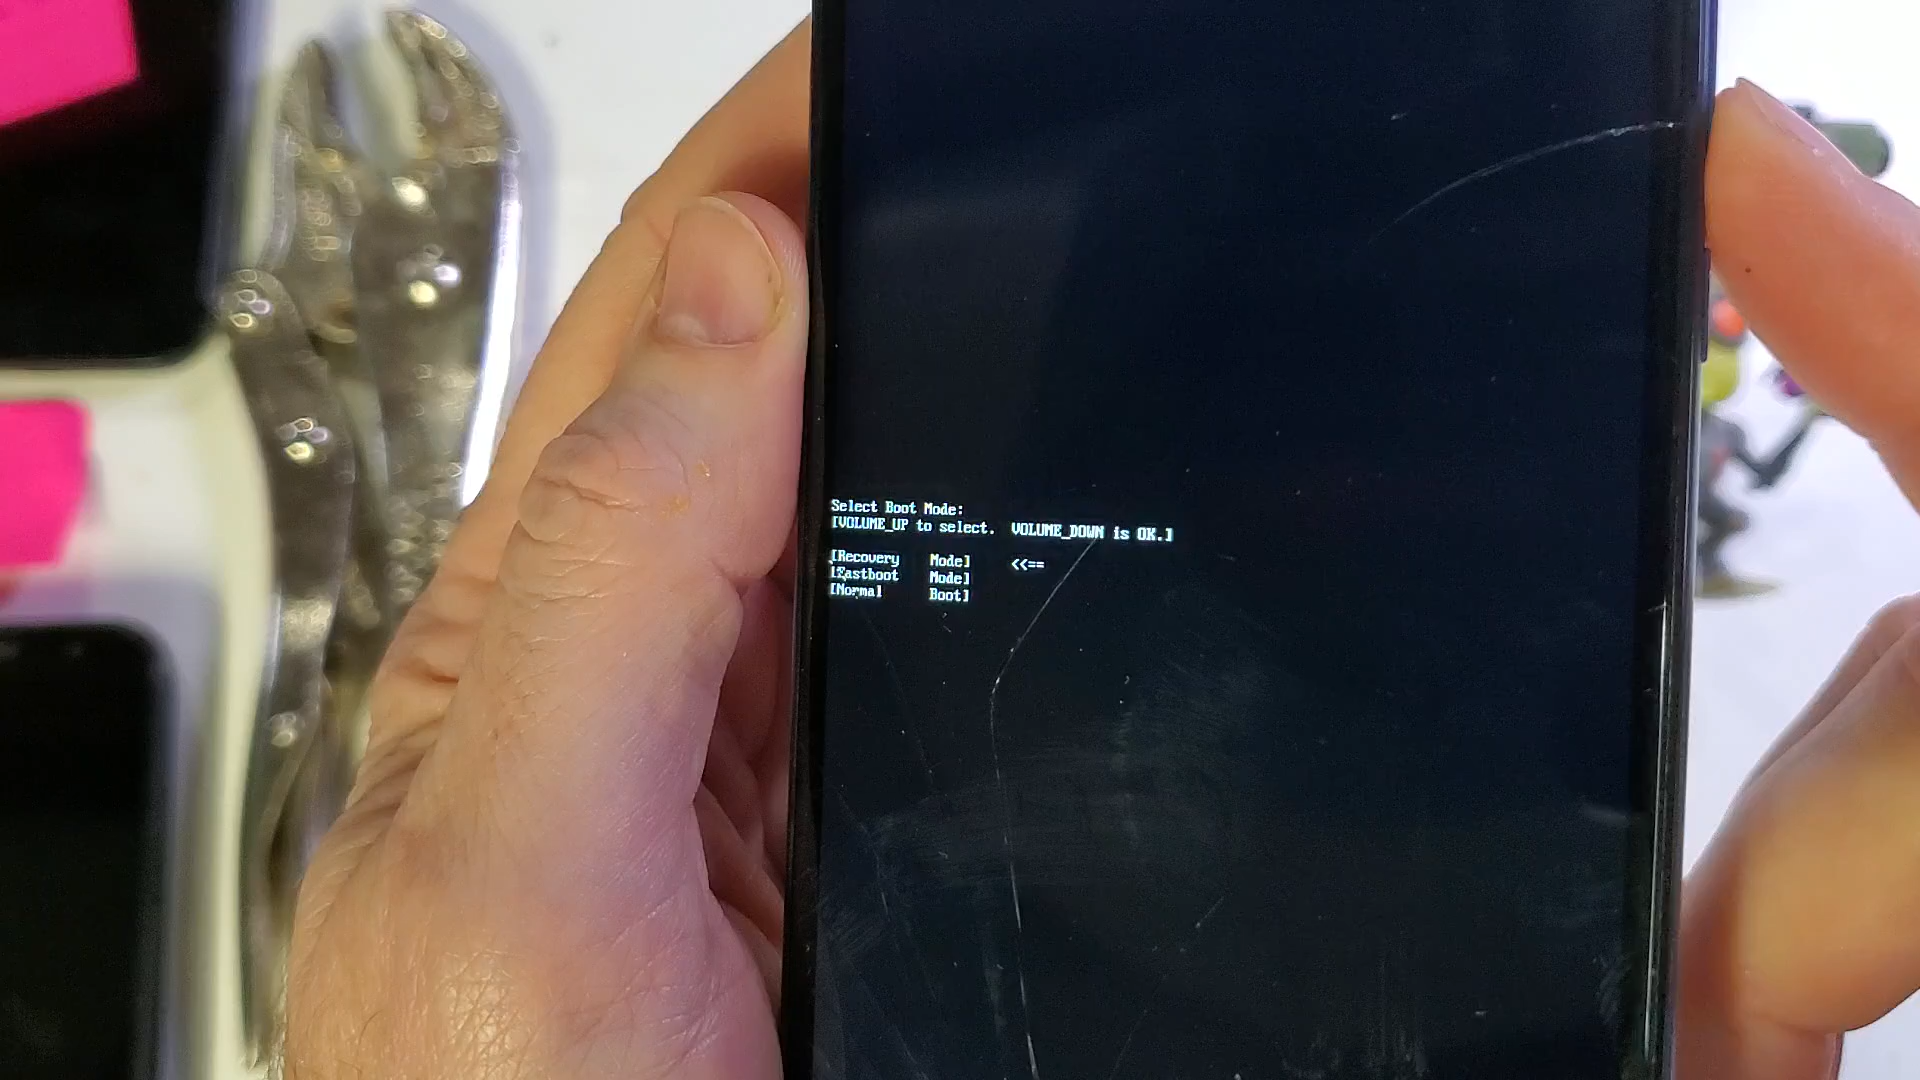 Select Boot Mode:
[VOLUME_UP to select.  VOLUME_DOWN is OK.]
[Recovery    Mode]    <<==
[Fastboot    Mode]
[Normal      Boot]